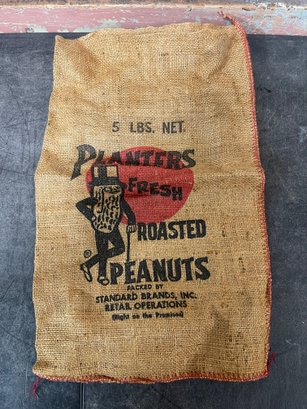 5 LBS. NET.
PLANTERS
FRESH
ROASTED
PEANUTS
PACKED BY
STANDARD BRANDS, INC.
RETAIL OPERATIONS
(Right on the Premises)
®